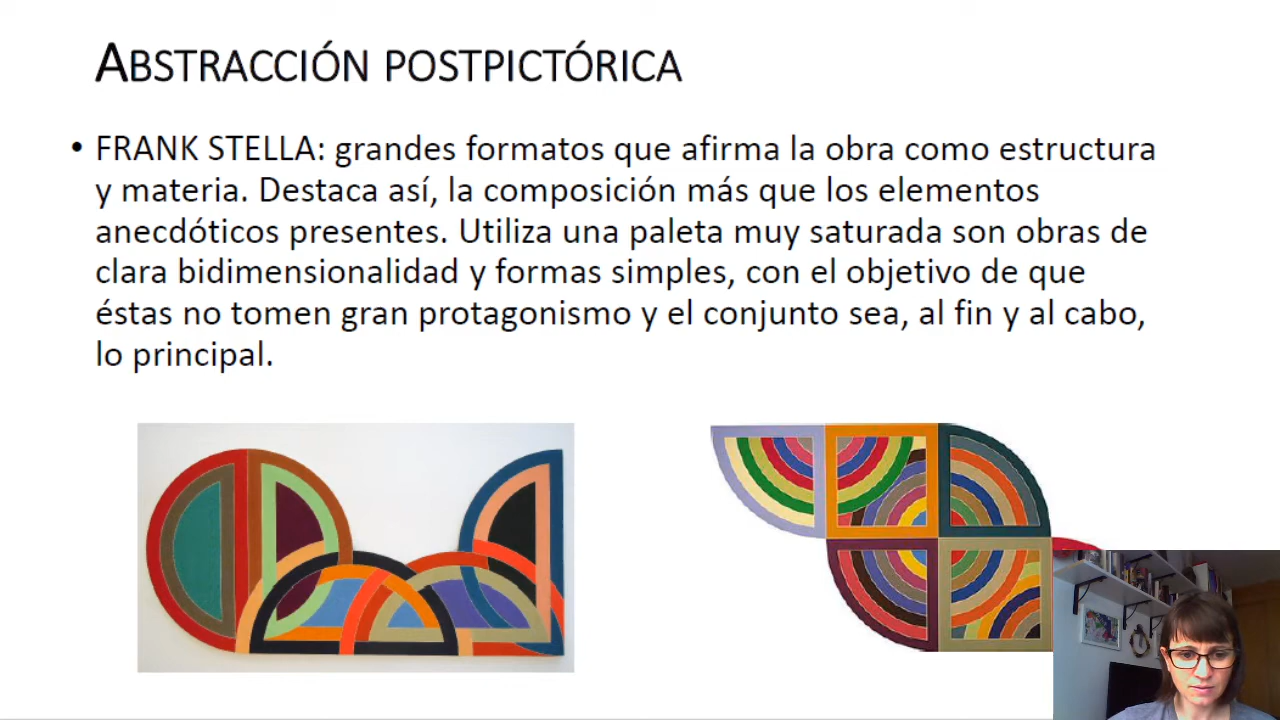 ABSTRACCIÓN POSTPICTÓRICA
• FRANK STELLA: grandes formatos que afirma la obra como estructura
y materia. Destaca así, la composición más que los elementos
anecdóticos presentes. Utiliza una paleta muy saturada son obras de
clara bidimensionalidad y formas simples, con el objetivo de que
éstas no tomen gran protagonismo y el conjunto sea, al fin y al cabo,
lo principal.